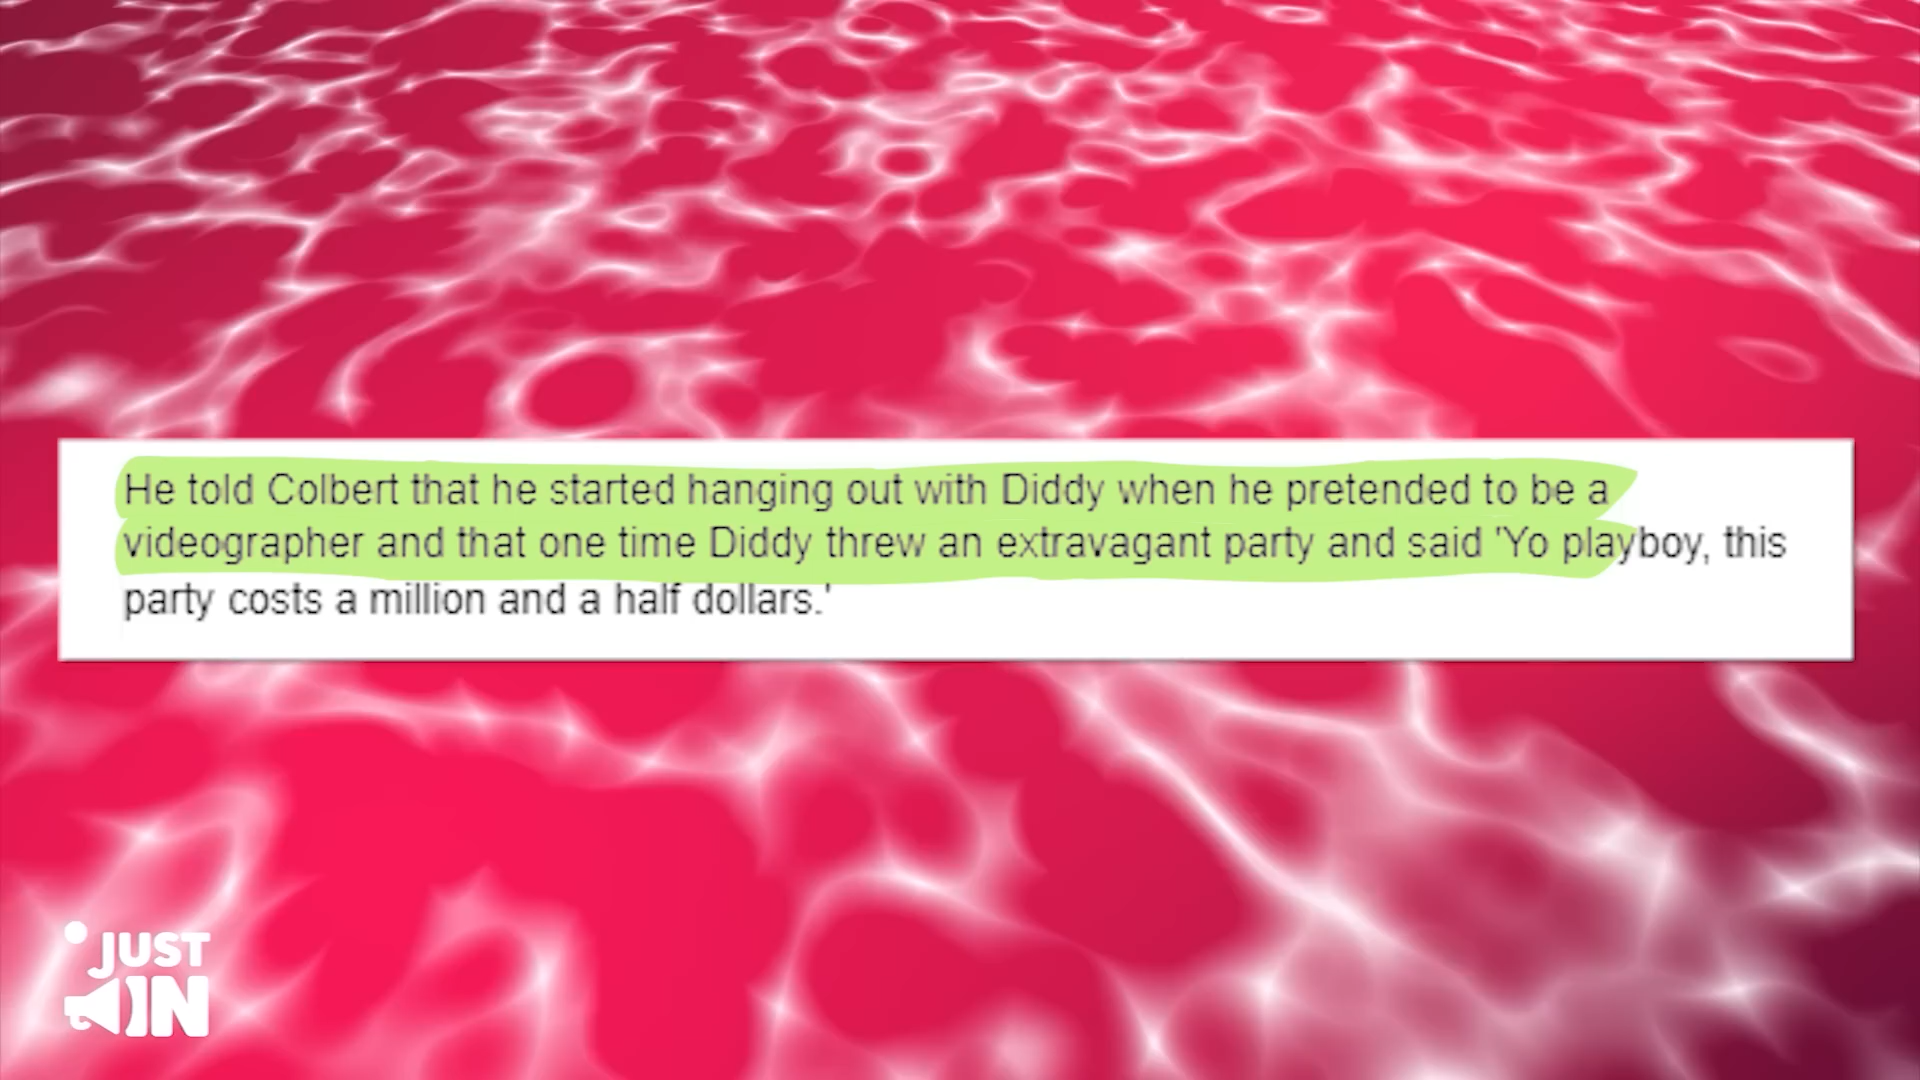 He told Colbert that he started hanging out with Diddy when he pretended to be a
videographer and that one time Diddy threw an extravagant party and said 'Yo playboy, this
party costs a million and a half dollars.'
JUST
IN